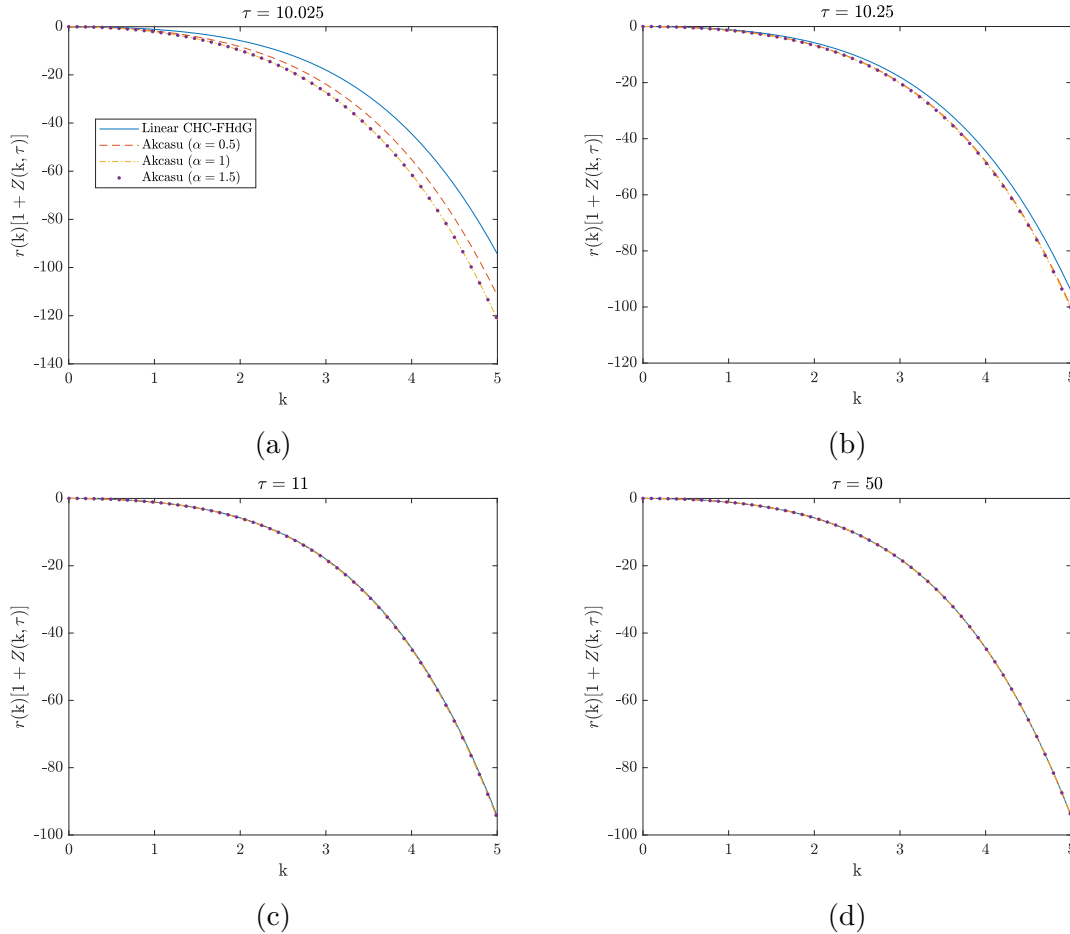 τ = 10.025
0
-20
-40
-60
-80
-100
-120
-140
r(k)[1 + Z(k, τ)]
Linear CHC-FHdG
Akcasu (α = 0.5)
Akcasu (α = 1)
Akcasu (α = 1.5)
0 1 2 3 4 5
k
(a)
τ = 10.25
0
-20
-40
-60
-80
-100
-120
r(k)[1 + Z(k, τ)]
0 1 2 3 4 5
k
(b)
τ = 11
0
-20
-40
-60
-80
-100
r(k)[1 + Z(k, τ)]
0 1 2 3 4 5
k
(c)
τ = 50
0
-20
-40
-60
-80
-100
r(k)[1 + Z(k, τ)]
0 1 2 3 4 5
k
(d)